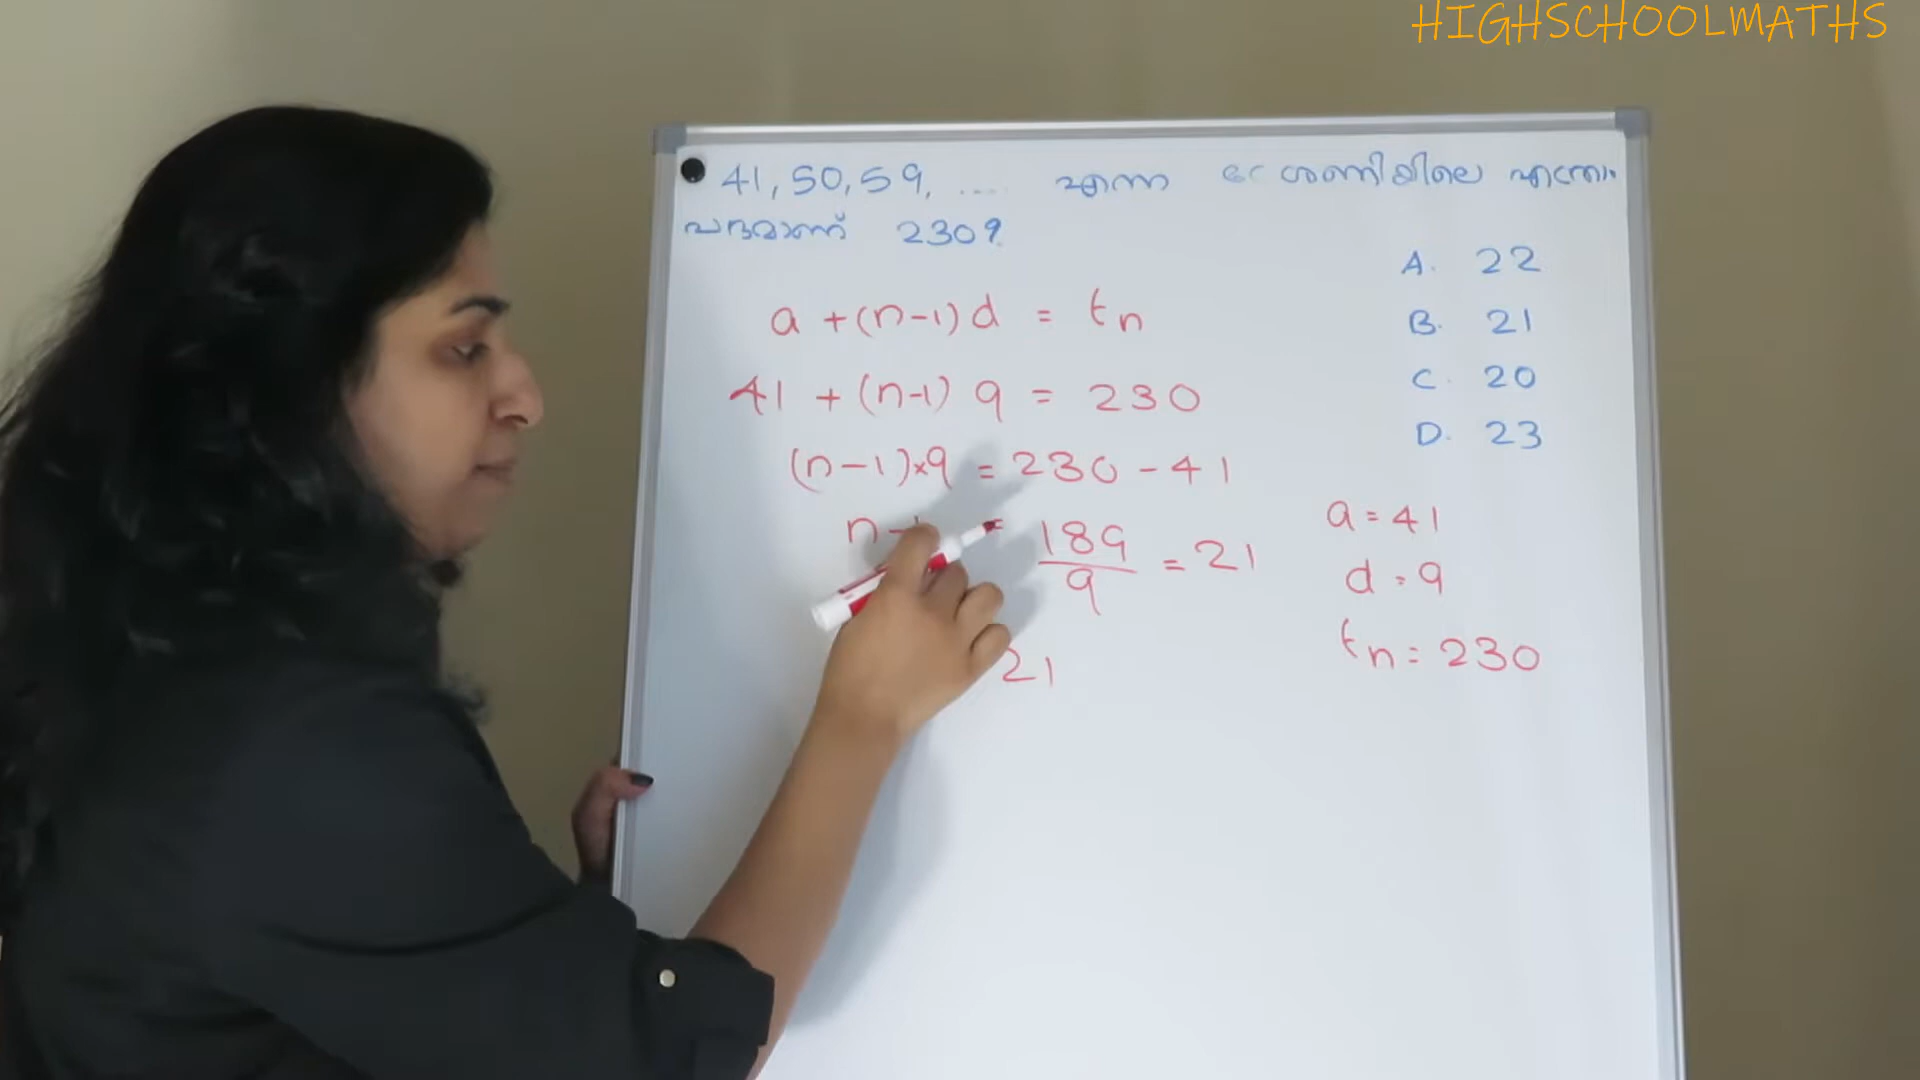 HIGHSCHOOLMATHS
41, 50, 59, .... എന്ന ശ്രേണിയിലെ എത്രാം
പദമാണ് 230?
A. 22
B. 21
C. 20
D. 23
a + (n-1) d = tn
41 + (n-1) 9 = 230
(n-1)×9 = 230 - 41
n-1 = 189/9 = 21
21
a = 41
d = 9
tn = 230